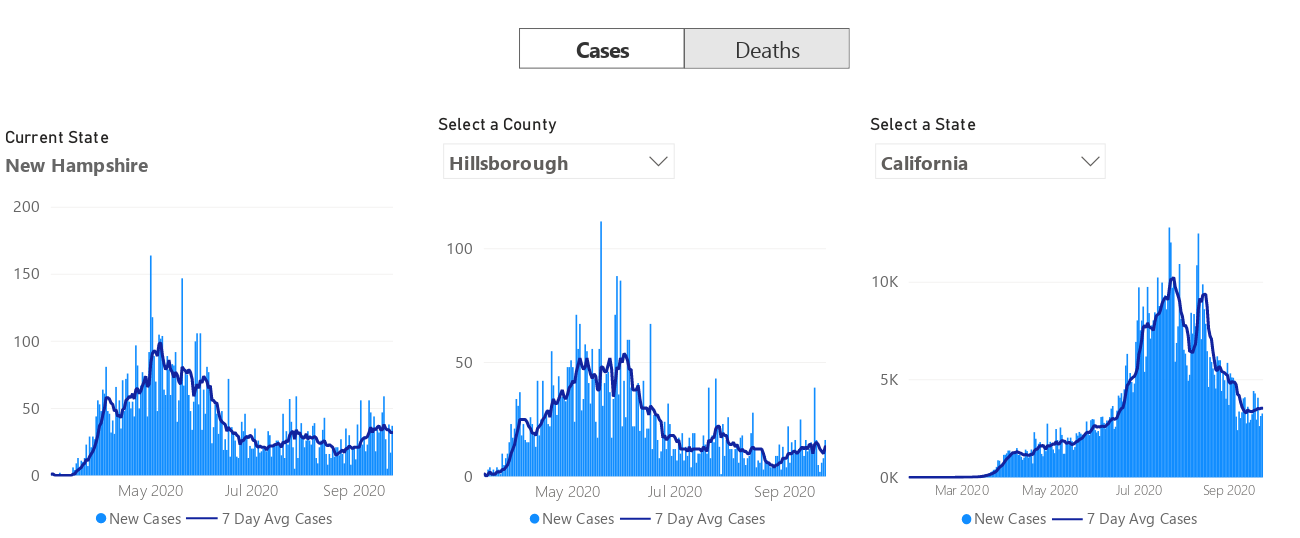 Cases Deaths
Current State
New Hampshire
200
150
100
50
0
May 2020 Jul 2020 Sep 2020
New Cases 7 Day Avg Cases
Select a County
Hillsborough
100
50
0
May 2020 Jul 2020 Sep 2020
New Cases 7 Day Avg Cases
Select a State
California
10K
5K
0K
Mar 2020 May 2020 Jul 2020 Sep 2020
New Cases 7 Day Avg Cases